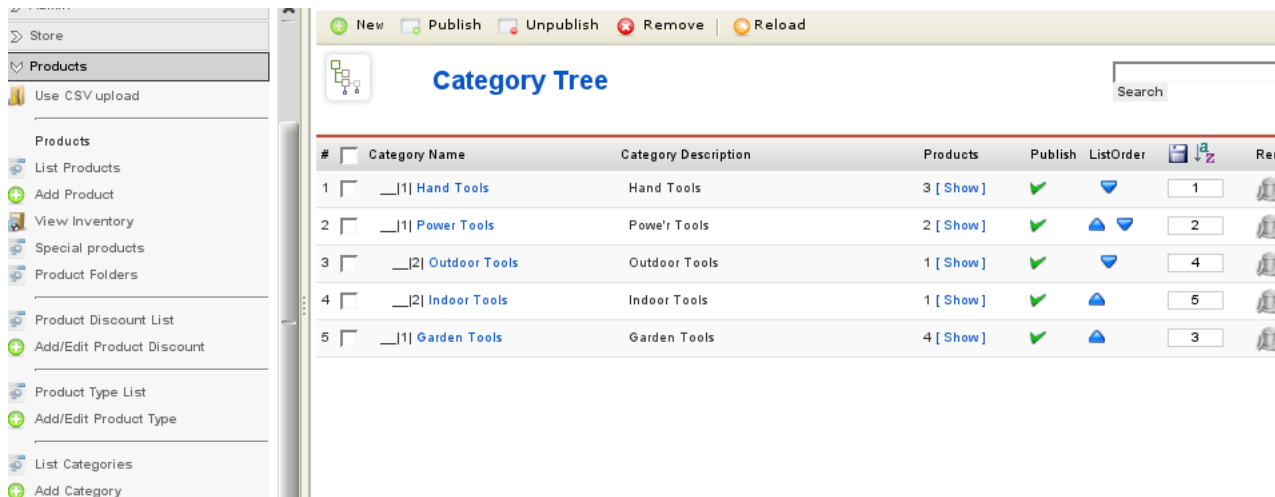 Store
Products
Use CSV upload
Products
List Products
Add Product
View Inventory
Special products
Product Folders
Product Discount List
Add/Edit Product Discount
Product Type List
Add/Edit Product Type
List Categories
Add Category
New Publish Unpublish Remove | Reload
Category Tree
Search
# Category Name Category Description Products Publish ListOrder
1 __|1| Hand Tools Hand Tools 3 [ Show ] 1
2 __|1| Power Tools Powe'r Tools 2 [ Show ] 2
3 __|2| Outdoor Tools Outdoor Tools 1 [ Show ] 4
4 __|2| Indoor Tools Indoor Tools 1 [ Show ] 5
5 __|1| Garden Tools Garden Tools 4 [ Show ] 3